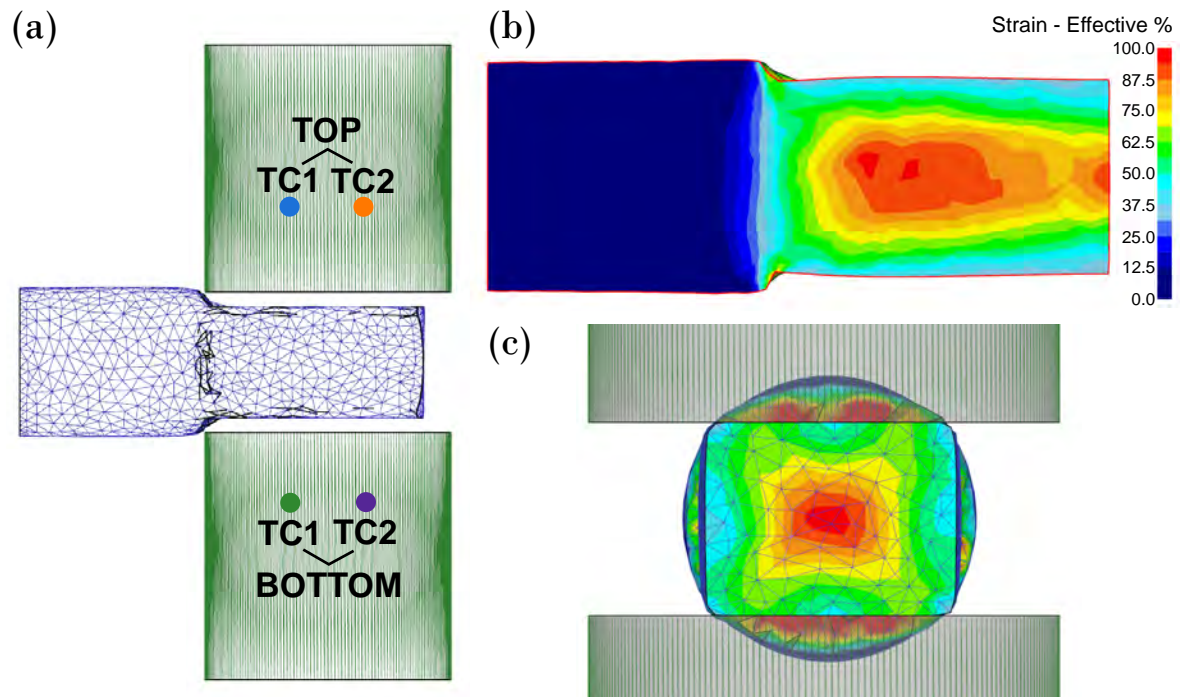 (a)
TOP
TC1 TC2
TC1 TC2
BOTTOM
(b)
Strain - Effective %
100.0
87.5
75.0
62.5
50.0
37.5
25.0
12.5
0.0
(c)